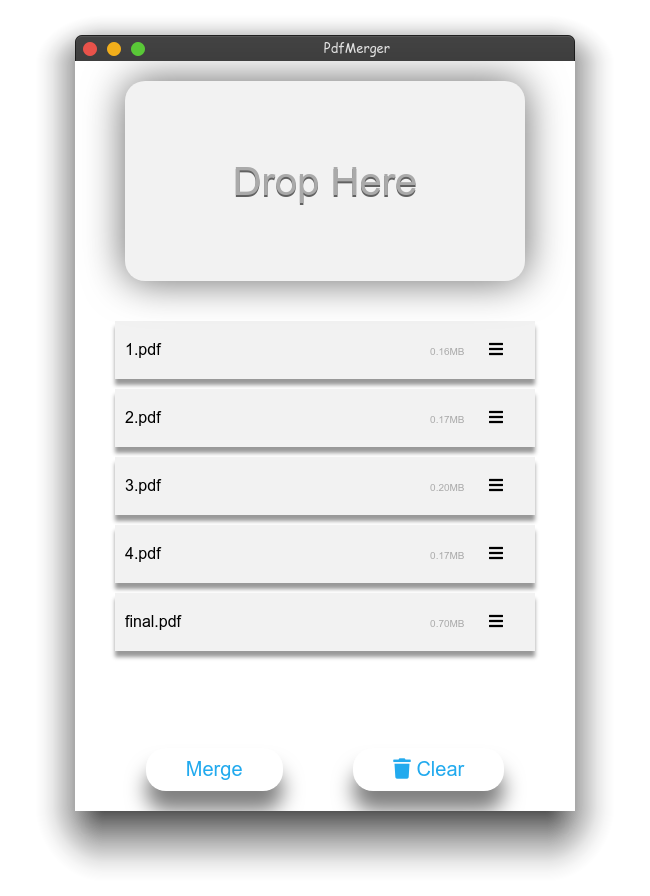 PdfMerger
Drop Here
1.pdf 0.16MB
2.pdf 0.17MB
3.pdf 0.20MB
4.pdf 0.17MB
final.pdf 0.70MB
Merge Clear